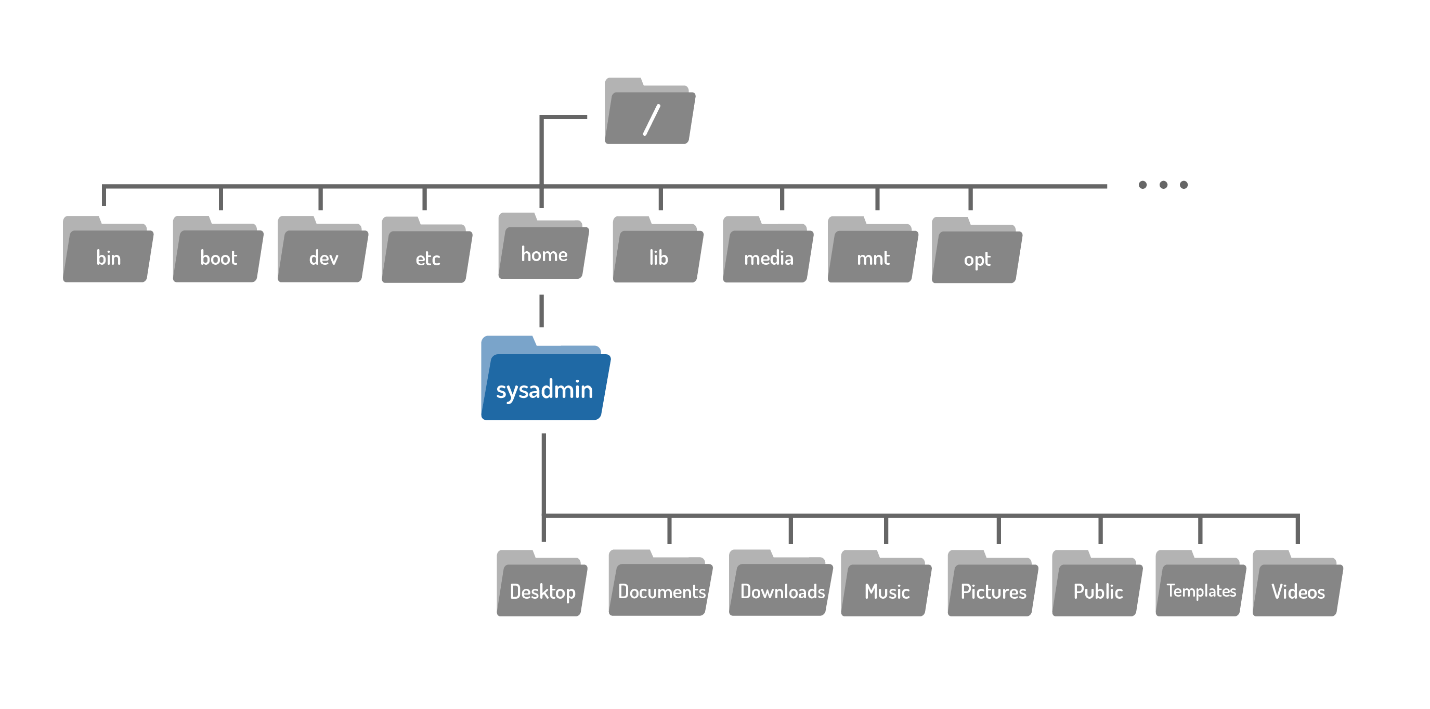 /
bin
boot
dev
etc
home
lib
media
mnt
opt
sysadmin
Desktop
Documents
Downloads
Music
Pictures
Public
Templates
Videos